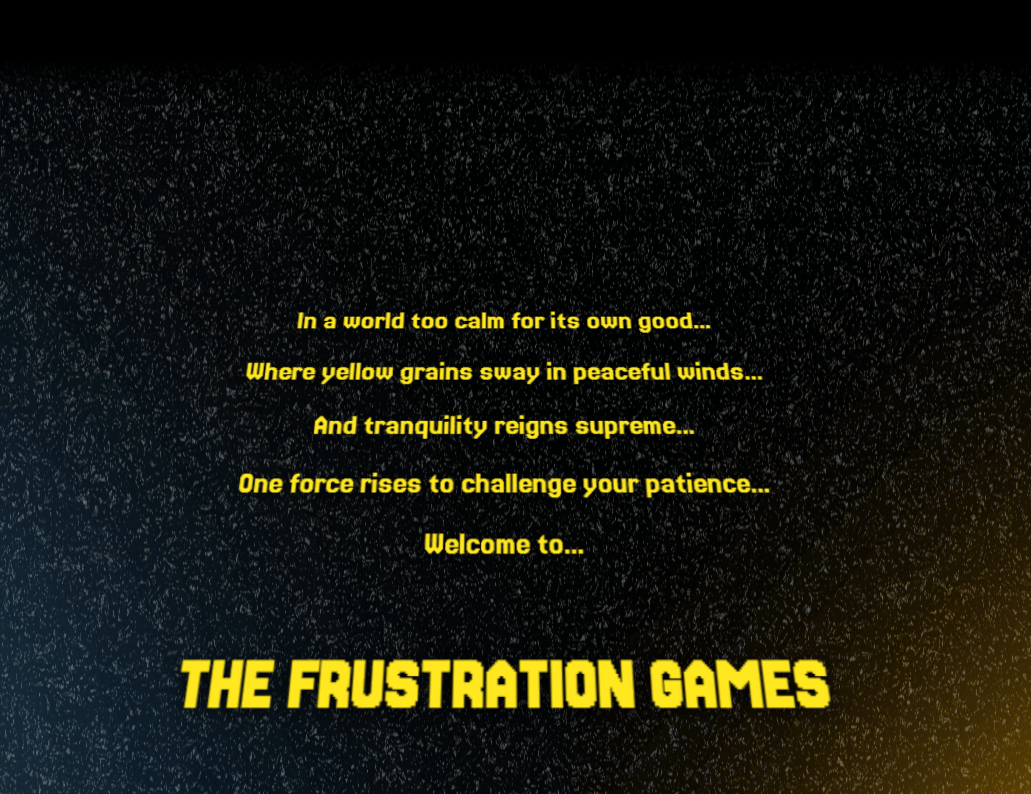 In a world too calm for its own good...
Where yellow grains sway in peaceful winds...
And tranquility reigns supreme...
One force rises to challenge your patience...
Welcome to...
THE FRUSTRATION GAMES